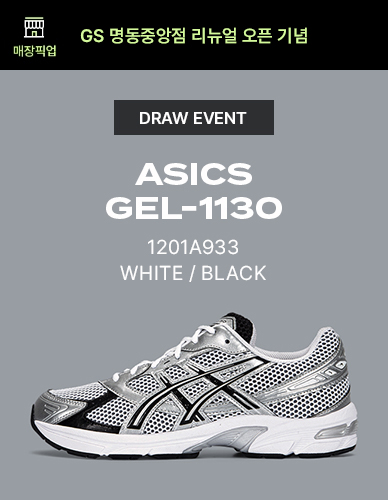 매장픽업
GS 명동중앙점 리뉴얼 오픈 기념
DRAW EVENT
ASICS
GEL-1130
1201A933
WHITE / BLACK